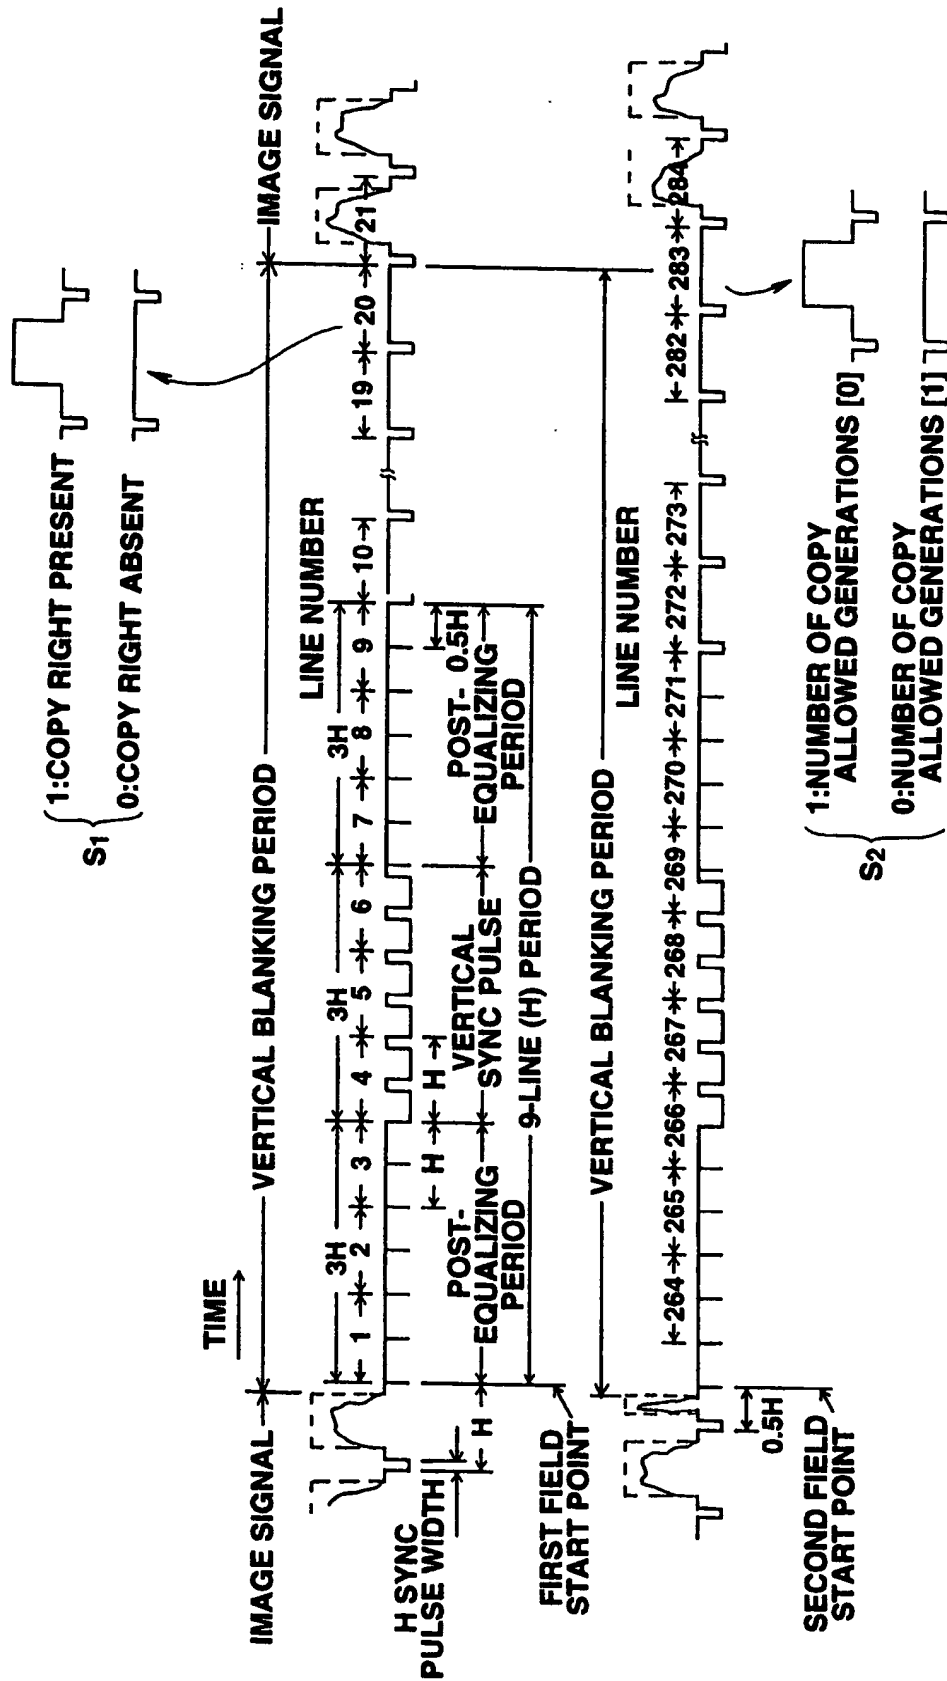 1:COPY RIGHT PRESENT
0:COPY RIGHT ABSENT
S1
TIME
IMAGE SIGNAL
VERTICAL BLANKING PERIOD
IMAGE SIGNAL
LINE NUMBER
3H
3H
3H
1 2 3 4 5 6 7 8 9 10 19 20 21
H
H
H
0.5H
H SYNC
PULSE WIDTH
POST-
EQUALIZING
PERIOD
VERTICAL
SYNC PULSE
POST-
EQUALIZING
PERIOD
9-LINE (H) PERIOD
FIRST FIELD
START POINT
VERTICAL BLANKING PERIOD
LINE NUMBER
264 265 266 267 268 269 270 271 272 273 282 283 284
0.5H
SECOND FIELD
START POINT
S2
1:NUMBER OF COPY
ALLOWED GENERATIONS [0]
0:NUMBER OF COPY
ALLOWED GENERATIONS [1]